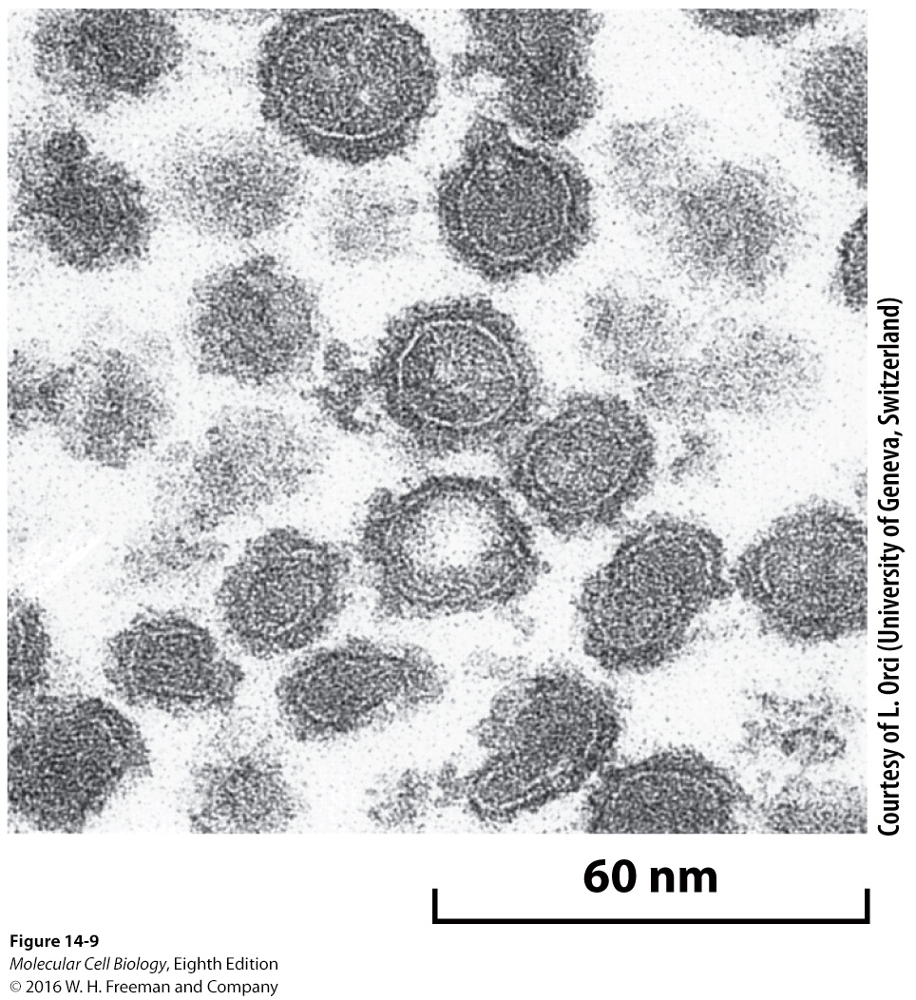 Courtesy of L. Orci (University of Geneva, Switzerland)
60 nm
Figure 14-9
Molecular Cell Biology, Eighth Edition
© 2016 W. H. Freeman and Company